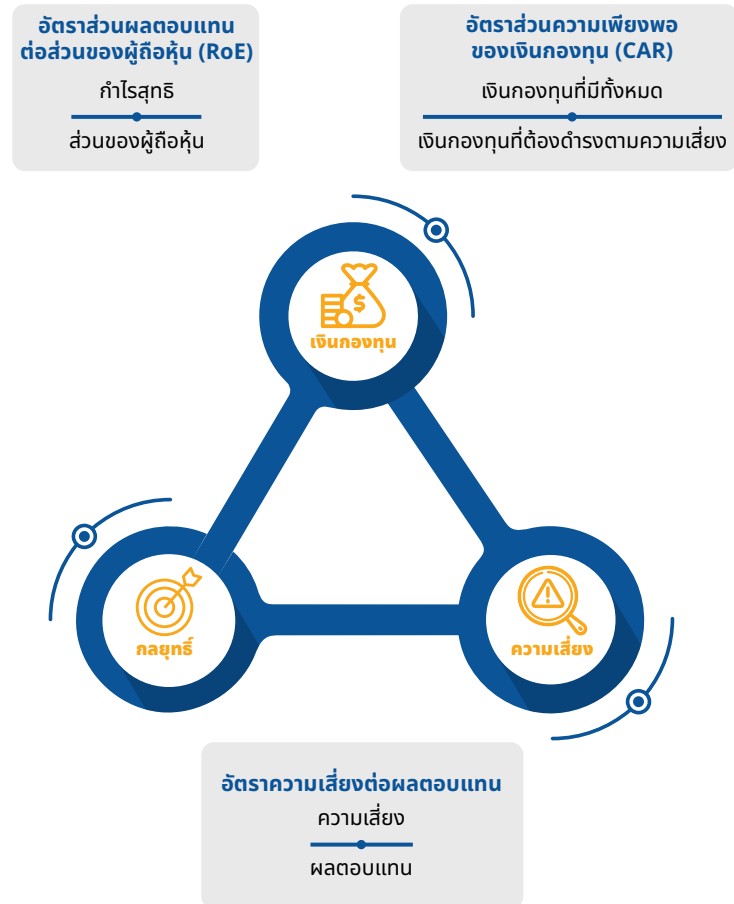 อัตราส่วนผลตอบแทน
ต่อส่วนของผู้ถือหุ้น (RoE)
กำไรสุทธิ
ส่วนของผู้ถือหุ้น
อัตราส่วนความเพียงพอ
ของเงินกองทุน (CAR)
เงินกองทุนที่มีทั้งหมด
เงินกองทุนที่ต้องดำรงตามความเสี่ยง
$
เงินกองทุน
กลยุทธิ์
ความเสี่ยง
อัตราความเสี่ยงต่อผลตอบแทน
ความเสี่ยง
ผลตอบแทน